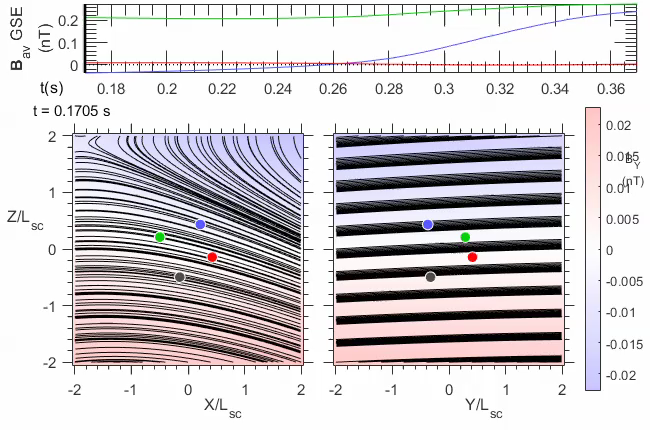 B_av GSE (nT)
0.2
0.1
0
0.18 0.2 0.22 0.24 0.26 0.28 0.3 0.32 0.34 0.36
t(s)
t = 0.1705 s
Z/L_sc
2
1
0
-1
-2
-2 -1 0 1 2
X/L_sc
-2 -1 0 1 2
Y/L_sc
0.02
0.015
0.01
0.005
0
-0.005
-0.01
-0.015
-0.02
B_Y
(nT)